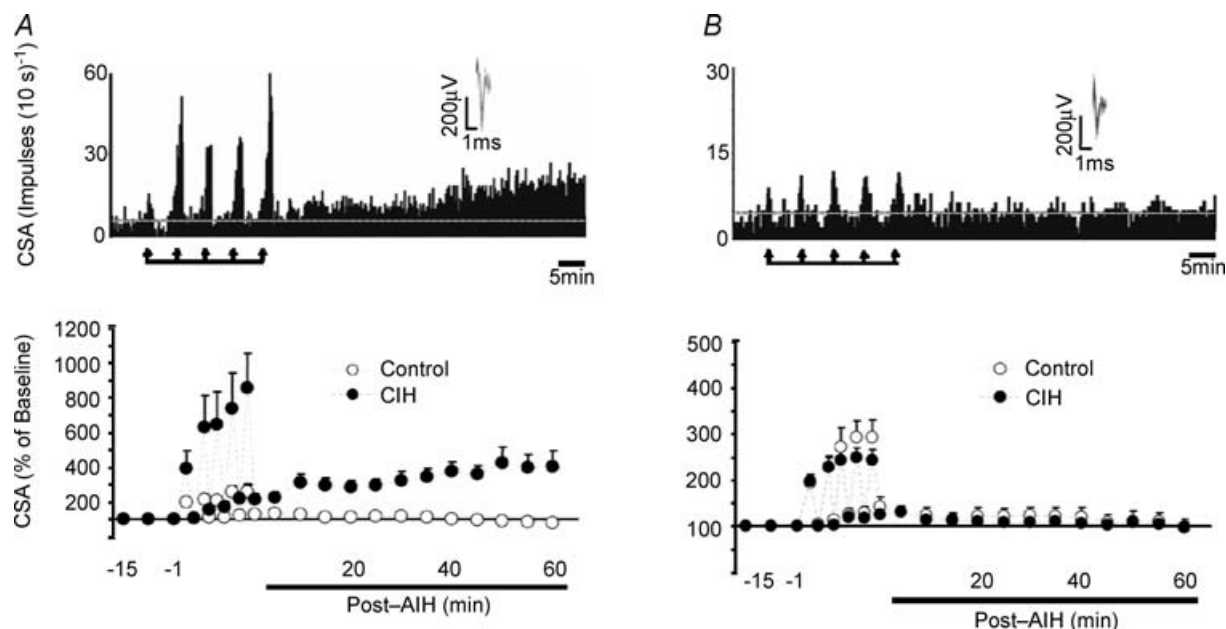 A
CSA (Impulses (10 s)⁻¹)
60
30
0
200µV
1ms
5min
CSA (% of Baseline)
1200
1000
800
600
400
200
Control
CIH
-15 -1 20 40 60
Post–AIH (min)
B
30
15
0
200µV
1ms
5min
500
400
300
200
100
Control
CIH
-15 -1 20 40 60
Post–AIH (min)